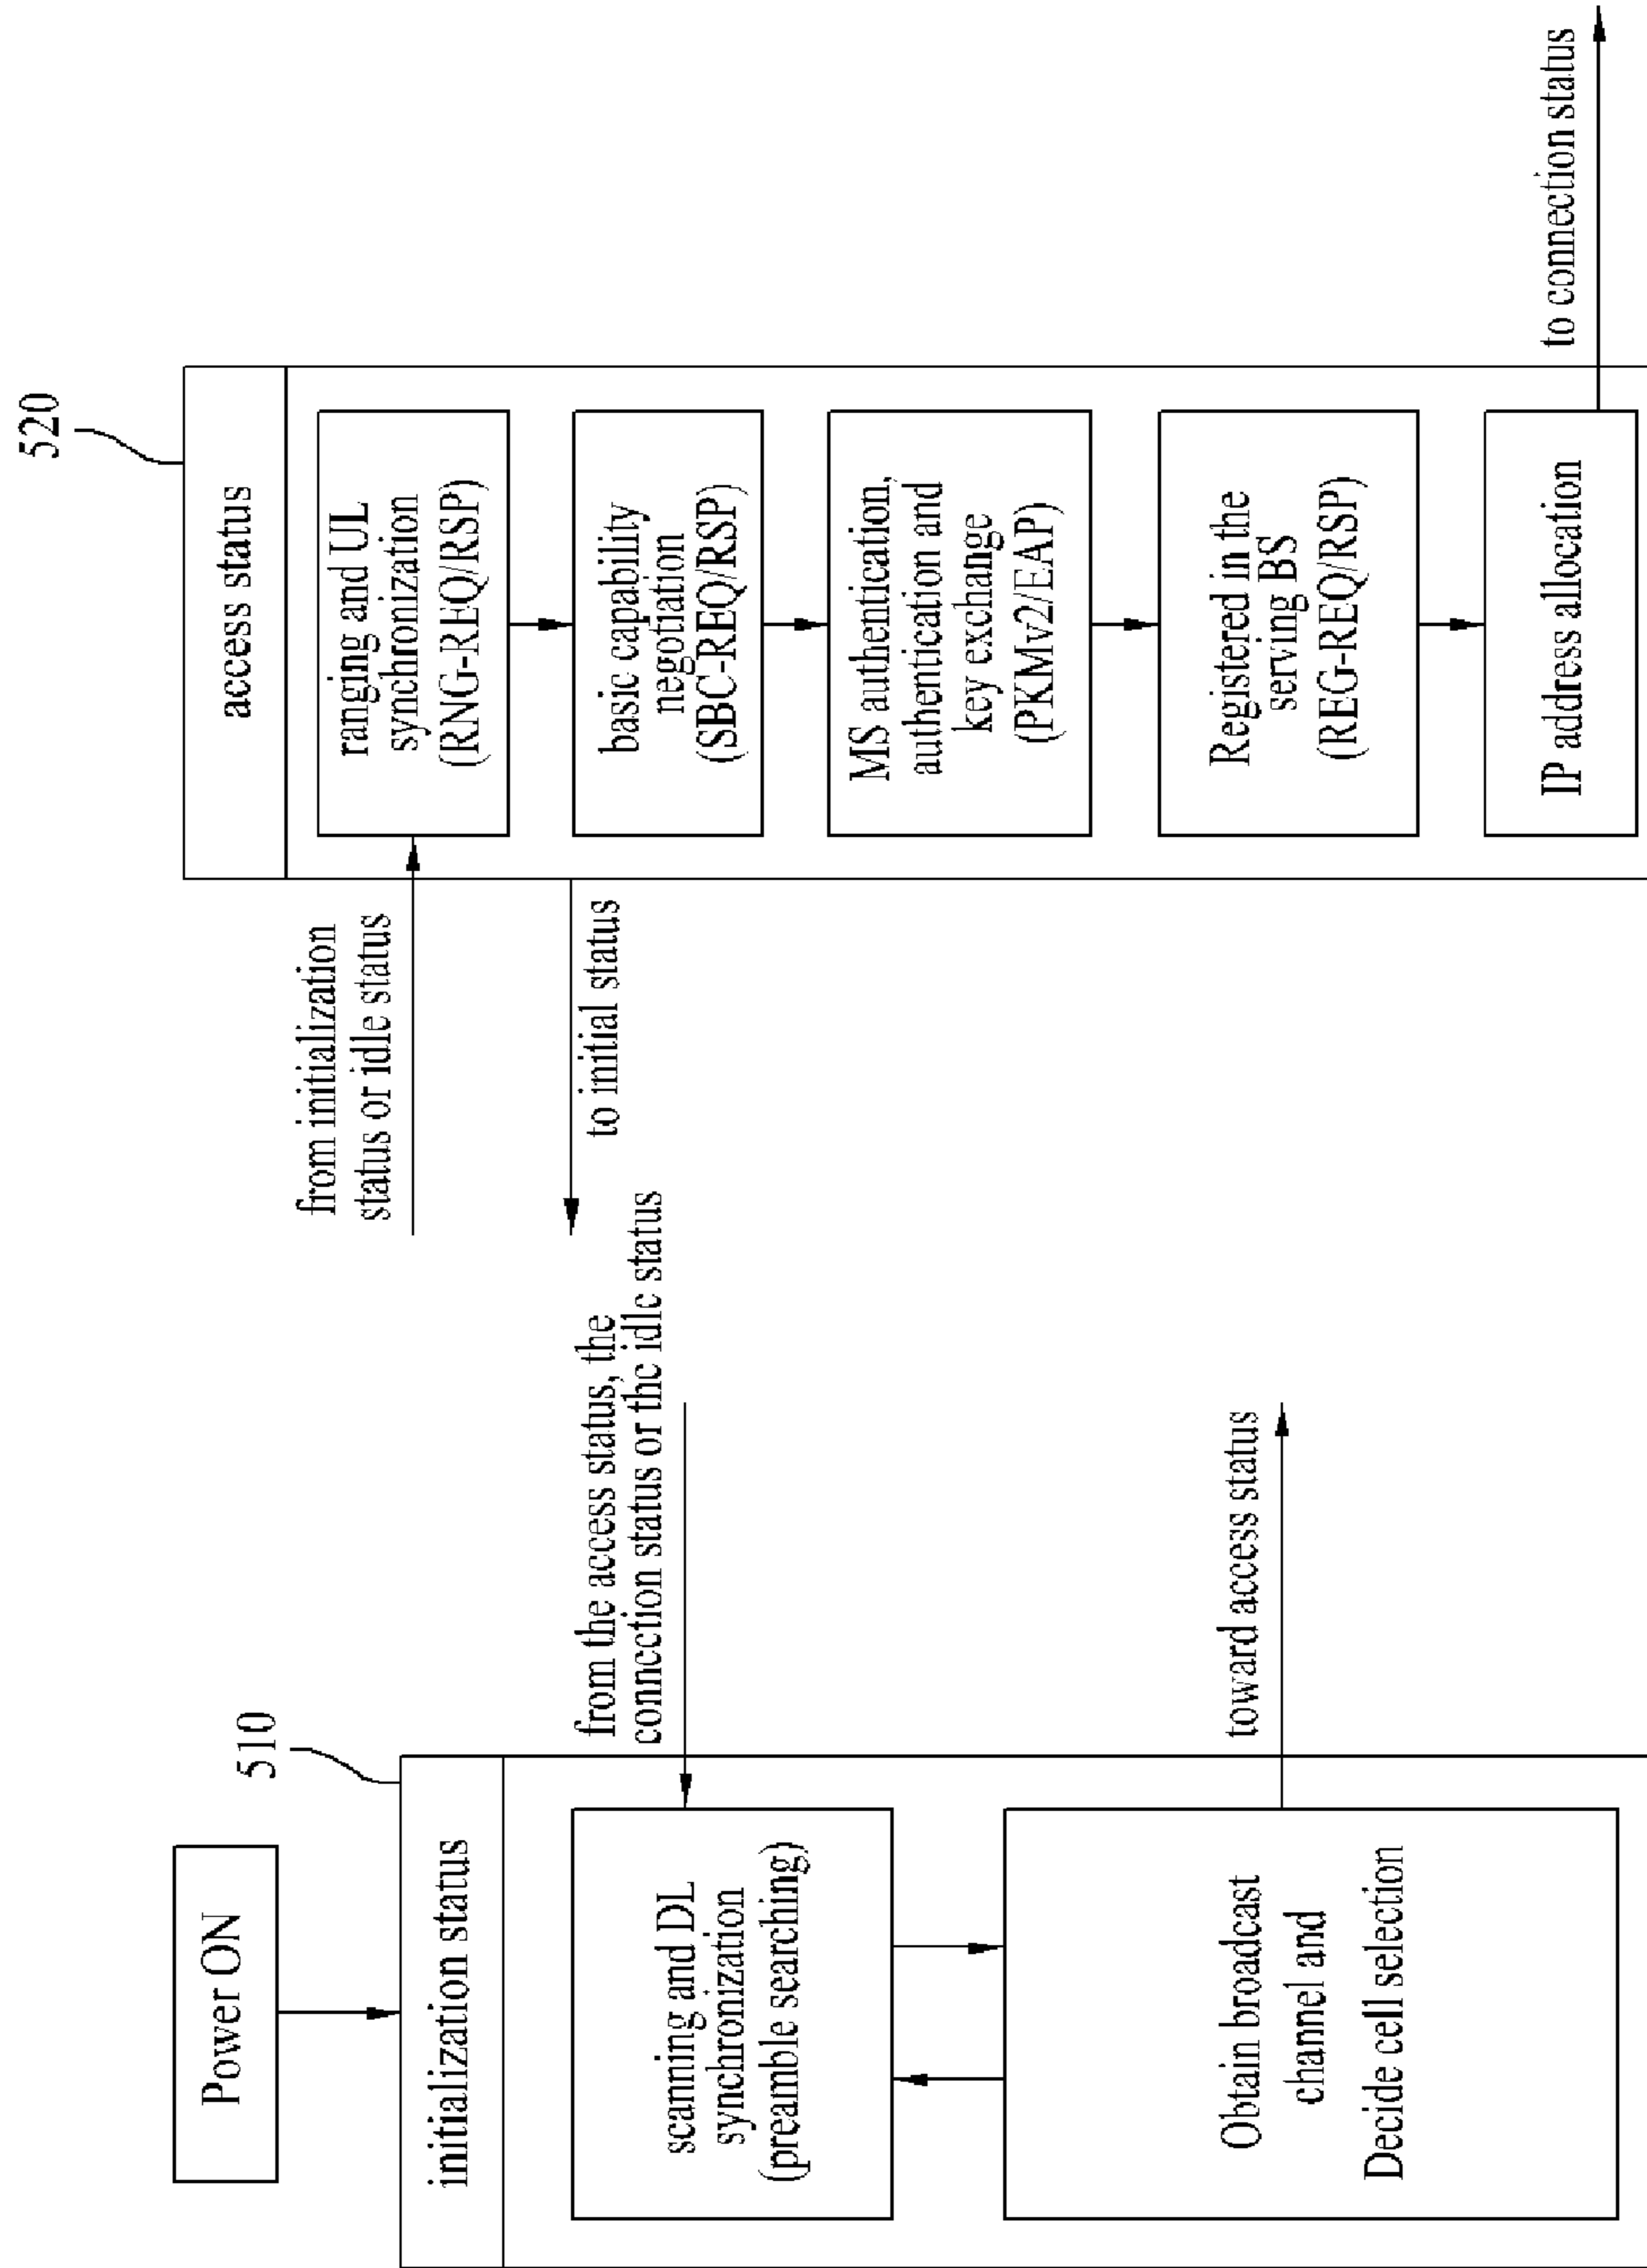 Power ON
510
initialization status
scanning and DL
synchronization
(preamble searching)
Obtain broadcast
channel and
Decide cell selection
from the access status, the
connection status or the idle status
toward access status
520
access status
from initialization
status or idle status
to initial status
ranging and UL
synchronization
(RNG-REQ/RSP)
basic capability
negotiation
(SBC-REQ/RSP)
MS authentication,
authentication and
key exchange
(PKMv2/EAP)
Registered in the
serving BS
(REG-REQ/RSP)
IP address allocation
to connection status